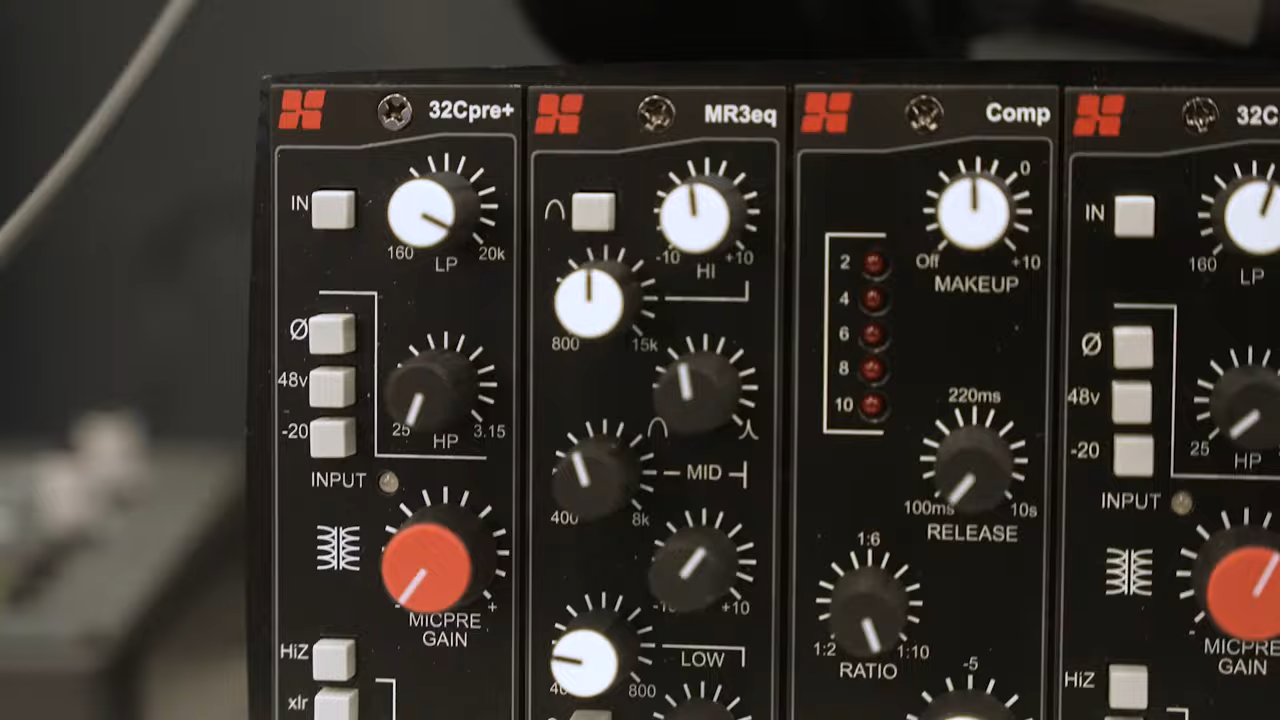 32Cpre+
IN
160
20k
LP
Ø
48v
-20
25
3.15
HP
INPUT
+
MICPRE
GAIN
HiZ
xlr
MR3eq
-10
+10
HI
800
15k
MID
400
8k
+10
LOW
800
Comp
0
Off
+10
MAKEUP
2
4
6
8
10
220ms
100ms
10s
RELEASE
1:6
1:2
1:10
RATIO
-5
32C
IN
160
LP
Ø
48v
-20
25
HP
INPUT
MICPRE
GAIN
HiZ